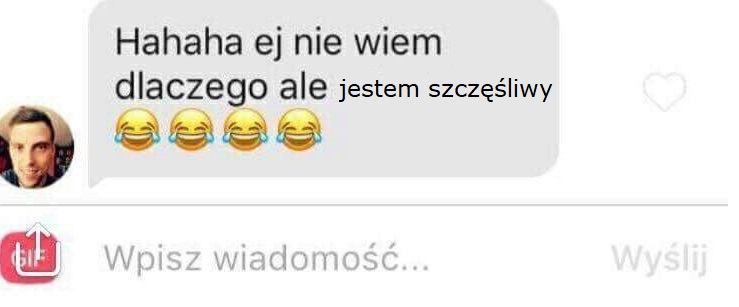 Hahaha ej nie wiem
dlaczego ale jestem szczęśliwy
😂😂😂😂
GIF
Wpisz wiadomość... Wyślij